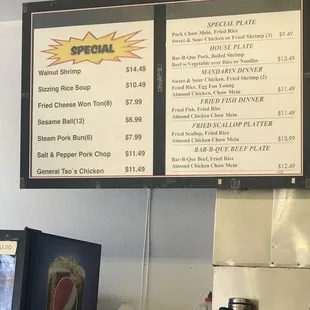 SPECIAL
Walnut Shrimp $14.49
Sizzing Rice Soup $10.49
Fried Cheese Won Ton(8) $7.99
Sesame Ball(12) $6.99
Steam Pork Bun(6) $7.99
Salt & Pepper Pork Chop $11.49
General Tso's Chicken $11.49
SPECIAL PLATE
Pork Chow Mein, Fried Rice
Sweet & Sour Chicken or Fried Shrimp (3) $9.49
HOUSE PLATE
Bar-B-Que Pork, Boiled Shrimp
Beef w/Vegetable over Rice or Noodles $13.49
MANDARIN DINNER
Sweet & Sour Chicken, Fried Shrimp (2)
Fried Rice, Egg Foo Young
Almond Chicken, Chow Mein $11.49
FRIED FISH DINNER
Fried Fish, Fried Rice
Almond Chicken Chow Mein $11.49
FRIED SCALLOP PLATTER
Fried Scallop, Fried Rice
Almond Chicken Chow Mein $13.99
BAR-B-QUE BEEF PLATE
Bar-B-Que Beef, Fried Rice
Almond Chicken Chow Mein $12.49